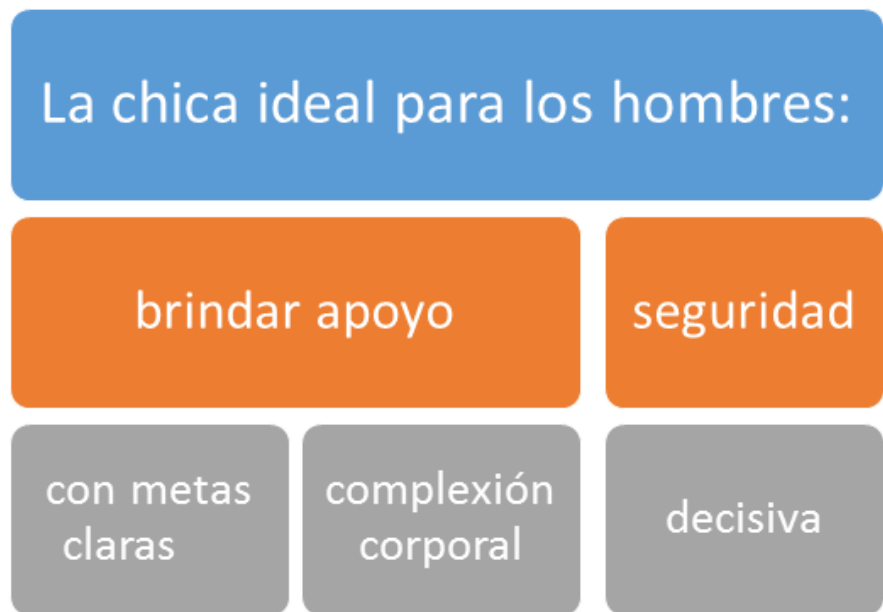 La chica ideal para los hombres:
brindar apoyo
seguridad
con metas
claras
complexión
corporal
decisiva